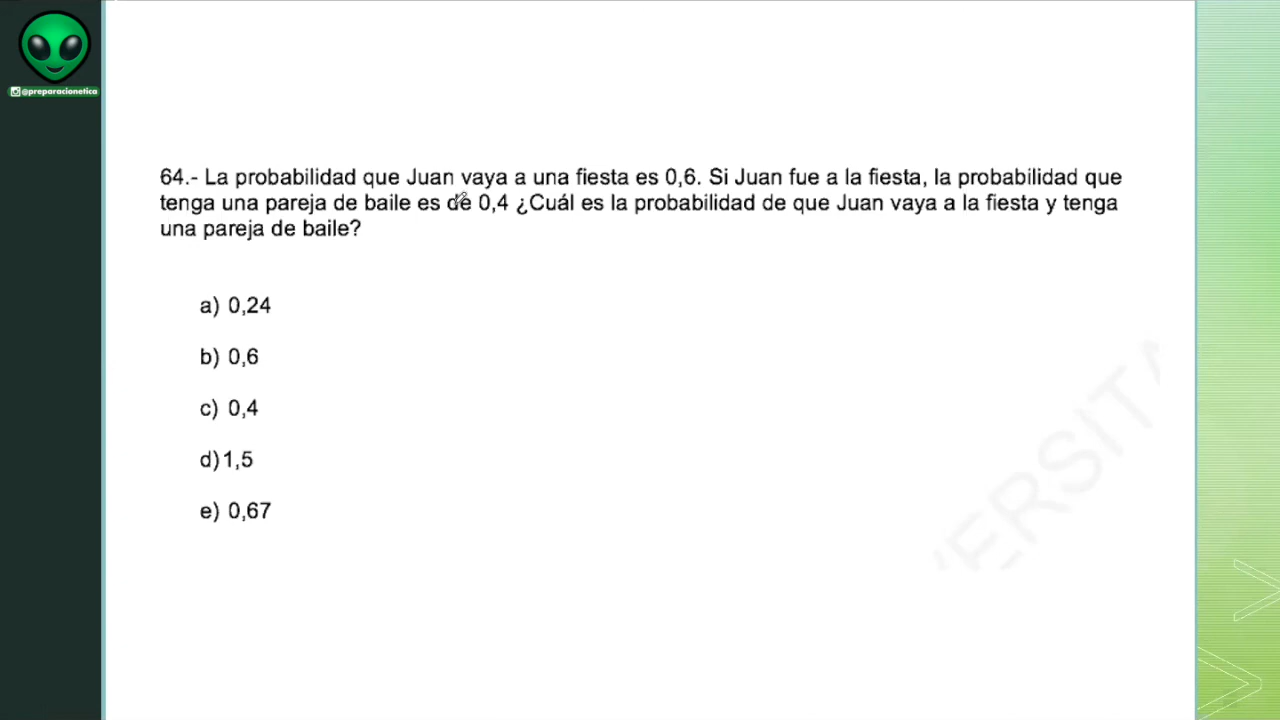 @preparacionetica
64.- La probabilidad que Juan vaya a una fiesta es 0,6. Si Juan fue a la fiesta, la probabilidad que
tenga una pareja de baile es de 0,4 ¿Cuál es la probabilidad de que Juan vaya a la fiesta y tenga
una pareja de baile?
a) 0,24
b) 0,6
c) 0,4
d)1,5
e) 0,67